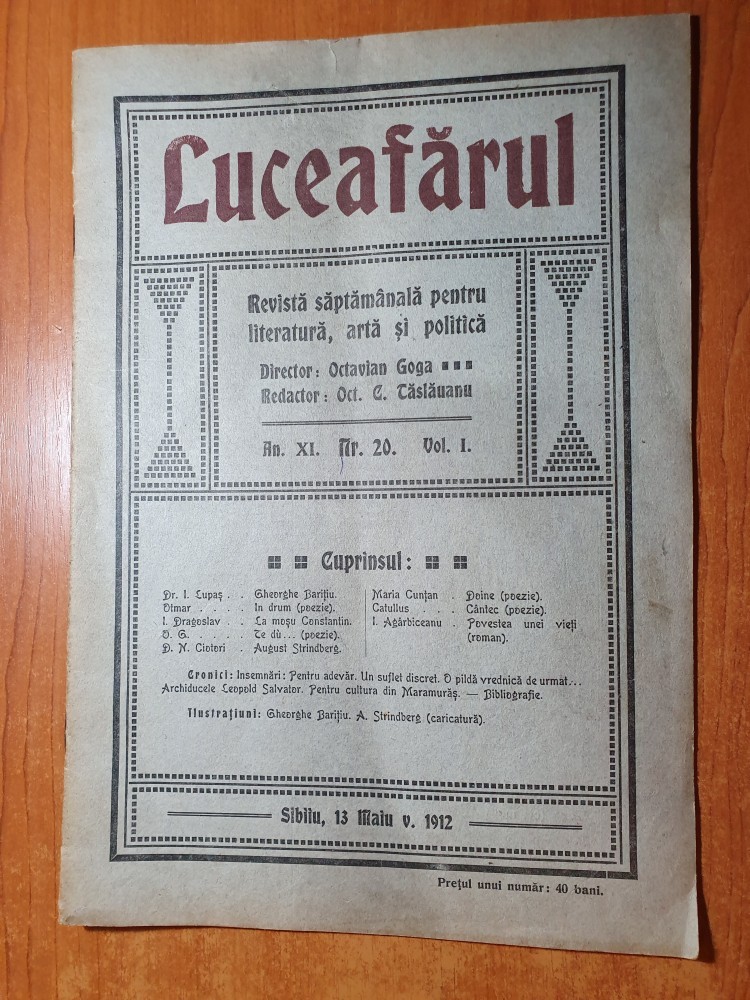 Luceafărul
Revistă săptămânală pentru
literatură, artă și politică
Director: Octavian Goga
Redactor: Oct. C. Tăslăuanu
An. XI. Nr. 20. Vol. I.
Cuprinsul:
Dr. I. Lupaș . . Gheorghe Barițiu.
Otmar . . . . In drum (poezie).
I. Dragoslav . . La moșu Constantin.
O. G. . . . . . Te dù... (poezie).
D. N. Ciotori . August Strindberg.
Maria Cunțan . Doine (poezie).
Catullus . . . Cântec (poezie).
I. Agârbiceanu . Povestea unei vieți
(roman).
Cronici: Insemnări: Pentru adevăr. Un suflet discret. O pildă vrednică de urmat...
Archiducele Leopold Salvator. Pentru cultura din Maramurăș. — Bibliografie.
Ilustrațiuni: Gheorghe Barițiu. A. Strindberg (caricatură).
Sibiiu, 13 Maiu v. 1912
Prețul unui număr: 40 bani.